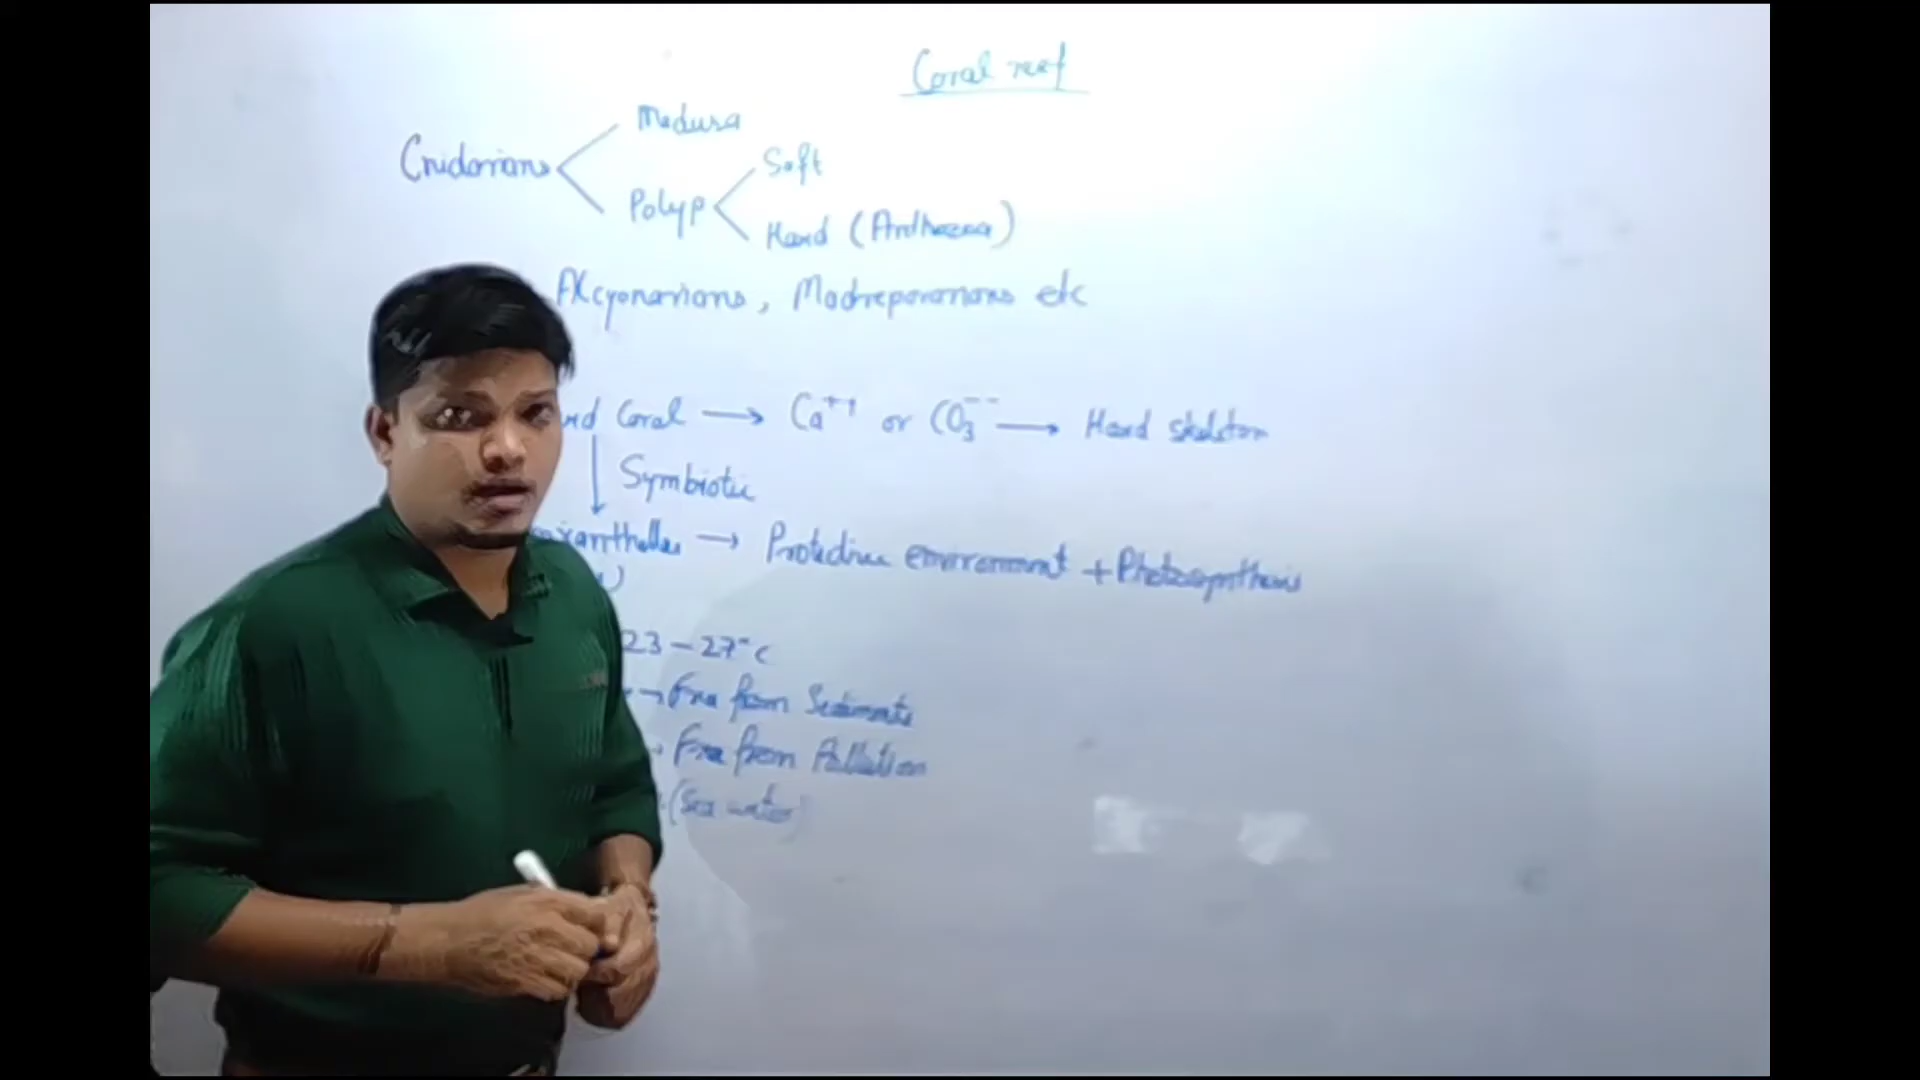 Coral reef
Medusa
Cnidarians
Soft
Polyp
Hard (Anthozoa)
Alcyonarians, Madreporarians etc
Coral → Ca++ or CO3-- → Hard skeleton
Symbiotic
→ Protective environment + Photosynthesis
23 - 27°C
→ Free from Sediments
Free from Pollution
(Sea water)